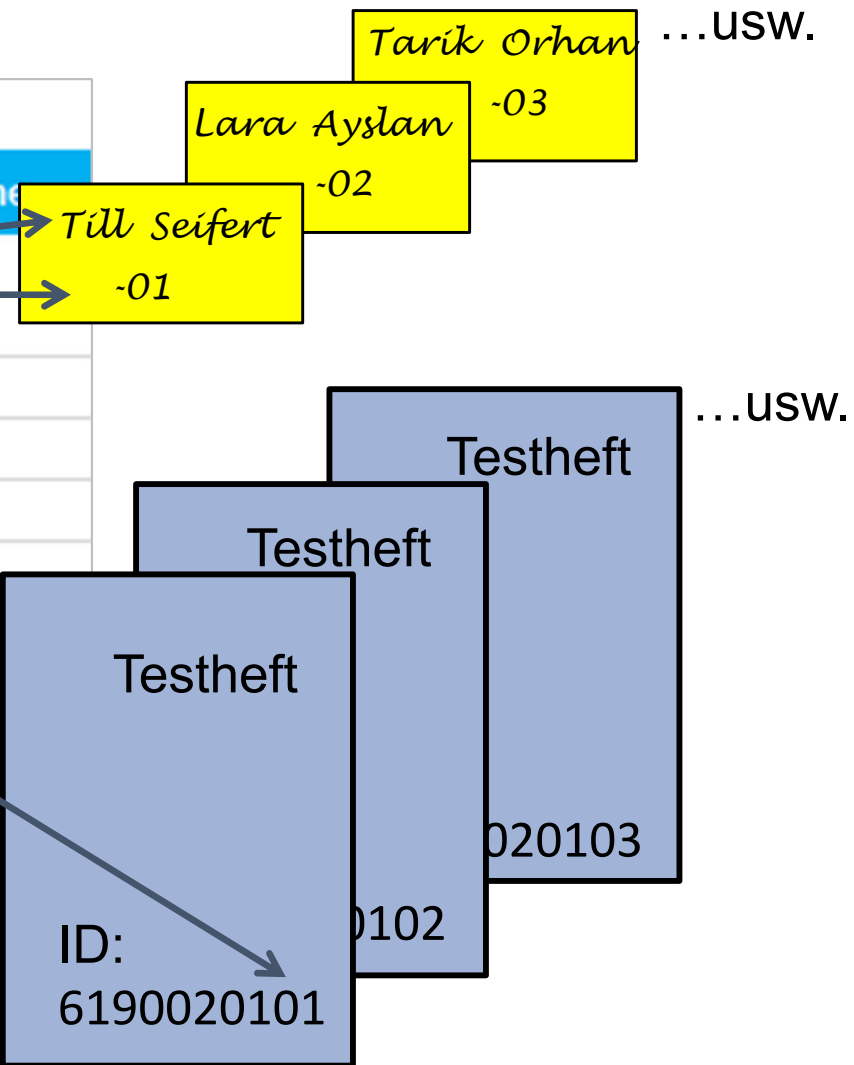 Tarik Orhan
-03
…usw.
Lara Ayslan
-02
Till Seifert
-01
…usw.
Testheft
020103
Testheft
0102
Testheft
ID:
6190020101